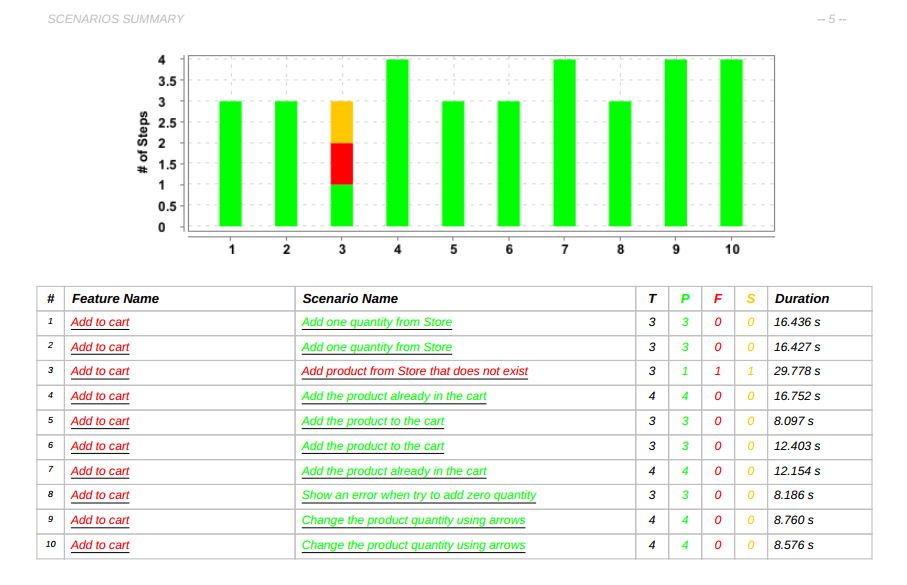 SCENARIOS SUMMARY -- 5 --
4
3.5
3
2.5
2
1.5
1
0.5
0
# of Steps
1 2 3 4 5 6 7 8 9 10
# Feature Name Scenario Name T P F S Duration
1 Add to cart Add one quantity from Store 3 3 0 0 16.436 s
2 Add to cart Add one quantity from Store 3 3 0 0 16.427 s
3 Add to cart Add product from Store that does not exist 3 1 1 1 29.778 s
4 Add to cart Add the product already in the cart 4 4 0 0 16.752 s
5 Add to cart Add the product to the cart 3 3 0 0 8.097 s
6 Add to cart Add the product to the cart 3 3 0 0 12.403 s
7 Add to cart Add the product already in the cart 4 4 0 0 12.154 s
8 Add to cart Show an error when try to add zero quantity 3 3 0 0 8.186 s
9 Add to cart Change the product quantity using arrows 4 4 0 0 8.760 s
10 Add to cart Change the product quantity using arrows 4 4 0 0 8.576 s